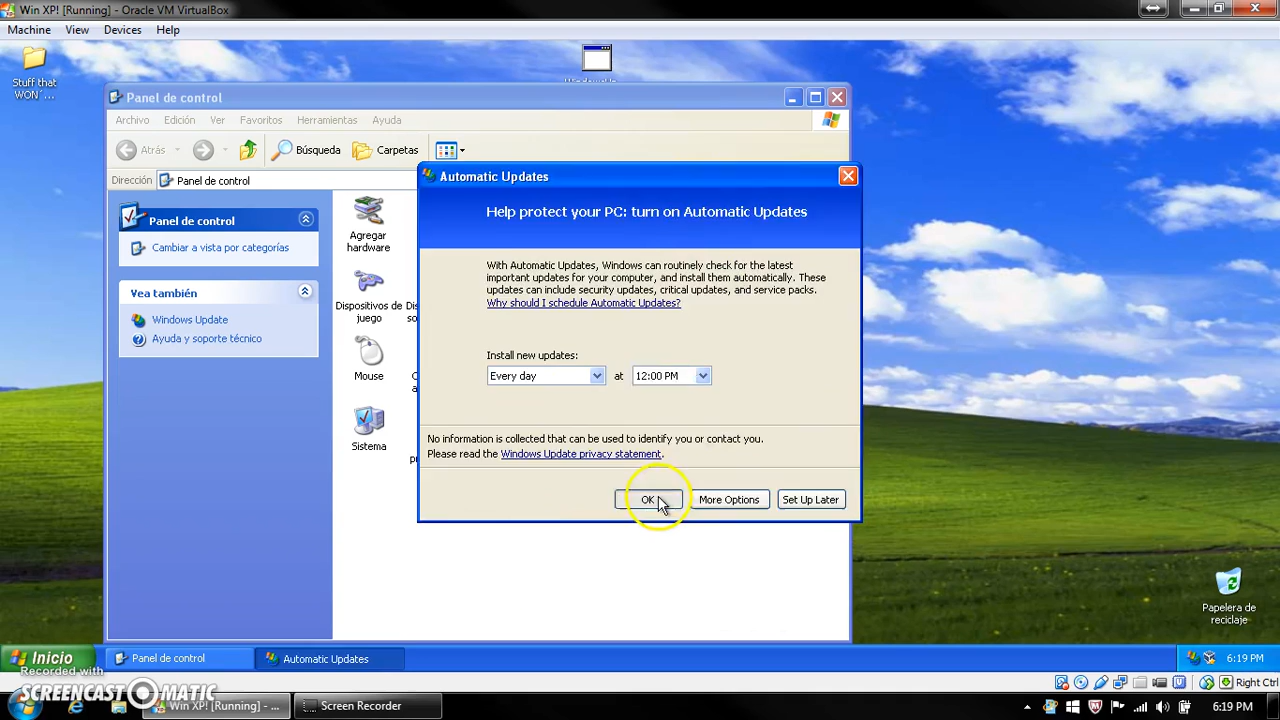 Win XP! [Running] - Oracle VM VirtualBox
Machine View Devices Help
Stuff that
WON´...
Panel de control
Archivo Edición Ver Favoritos Herramientas Ayuda
Atrás Búsqueda Carpetas
Dirección Panel de control
Panel de control
Cambiar a vista por categorías
Vea también
Windows Update
Ayuda y soporte técnico
Agregar
hardware
Dispositivos de
juego
Mouse
Sistema
Automatic Updates
Help protect your PC: turn on Automatic Updates
With Automatic Updates, Windows can routinely check for the latest
important updates for your computer, and install them automatically. These
updates can include security updates, critical updates, and service packs.
Why should I schedule Automatic Updates?
Install new updates:
Every day at 12:00 PM
No information is collected that can be used to identify you or contact you.
Please read the Windows Update privacy statement.
OK More Options Set Up Later
Papelera de
reciclaje
Inicio Panel de control Automatic Updates 6:19 PM
Recorded with
SCREENCAST MATIC
Right Ctrl
Win XP! [Running] - ... Screen Recorder 6:19 PM